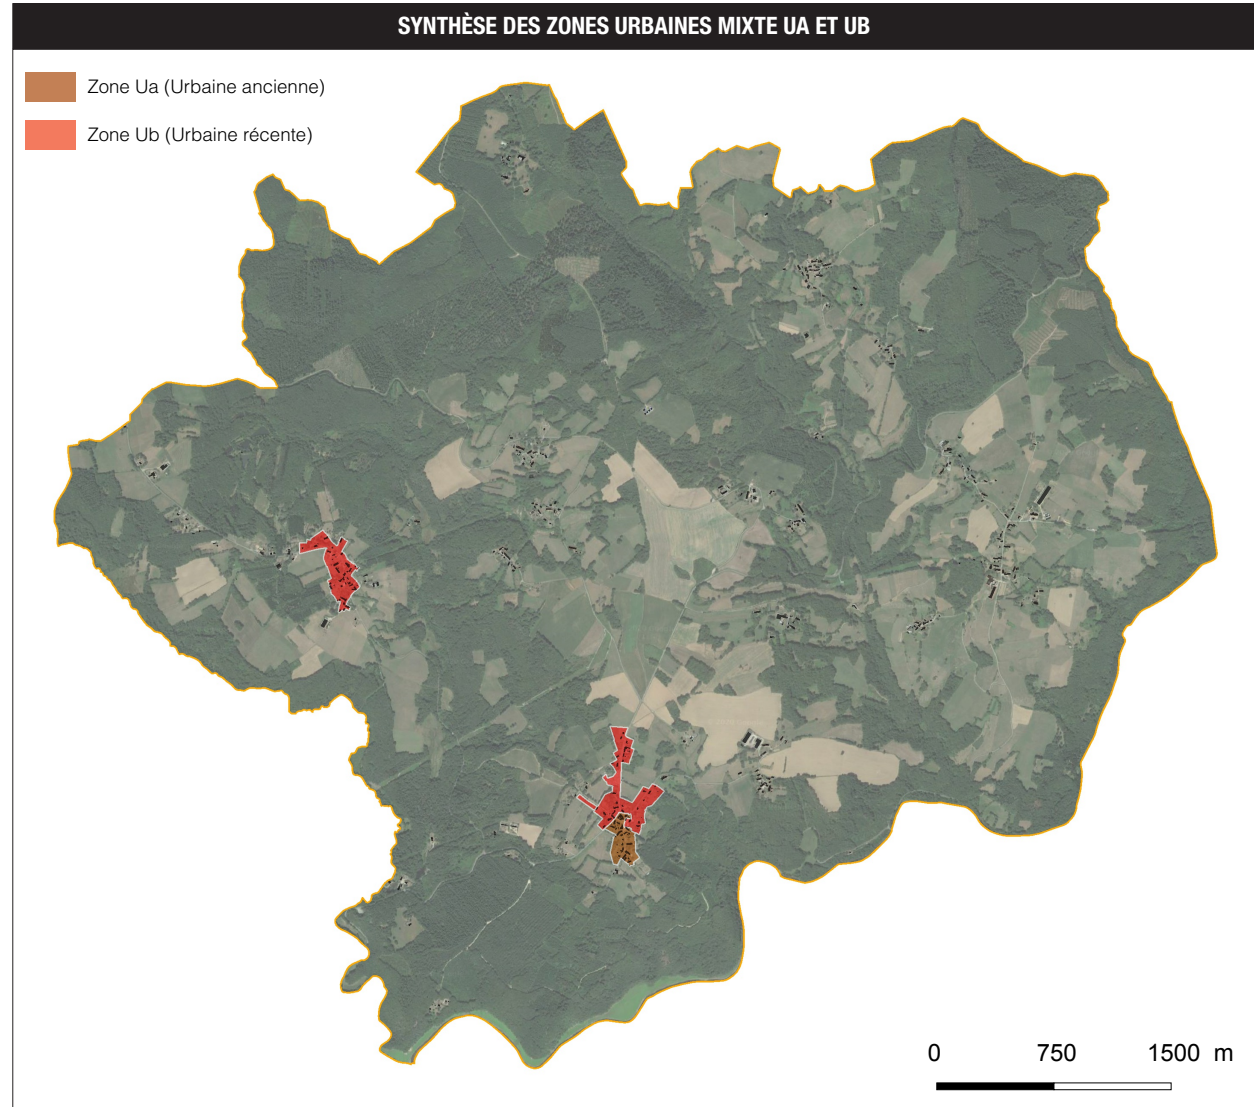 SYNTHÈSE DES ZONES URBAINES MIXTE UA ET UB
Zone Ua (Urbaine ancienne)
Zone Ub (Urbaine récente)
0 750 1500 m